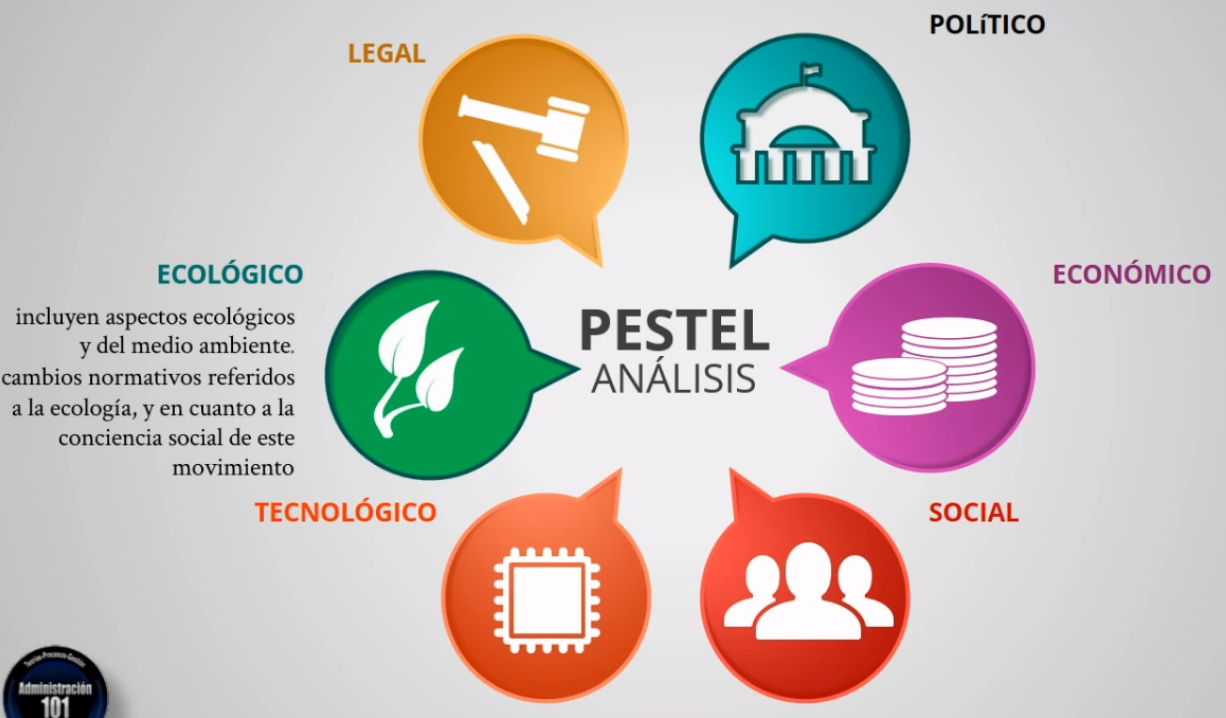 POLíTICO
LEGAL
ECOLÓGICO
incluyen aspectos ecológicos
y del medio ambiente.
cambios normativos referidos
a la ecología, y en cuanto a la
conciencia social de este
movimiento
PESTEL
ANÁLISIS
ECONÓMICO
TECNOLÓGICO
SOCIAL
Teorías-Procesos-Gestión
Administración
101